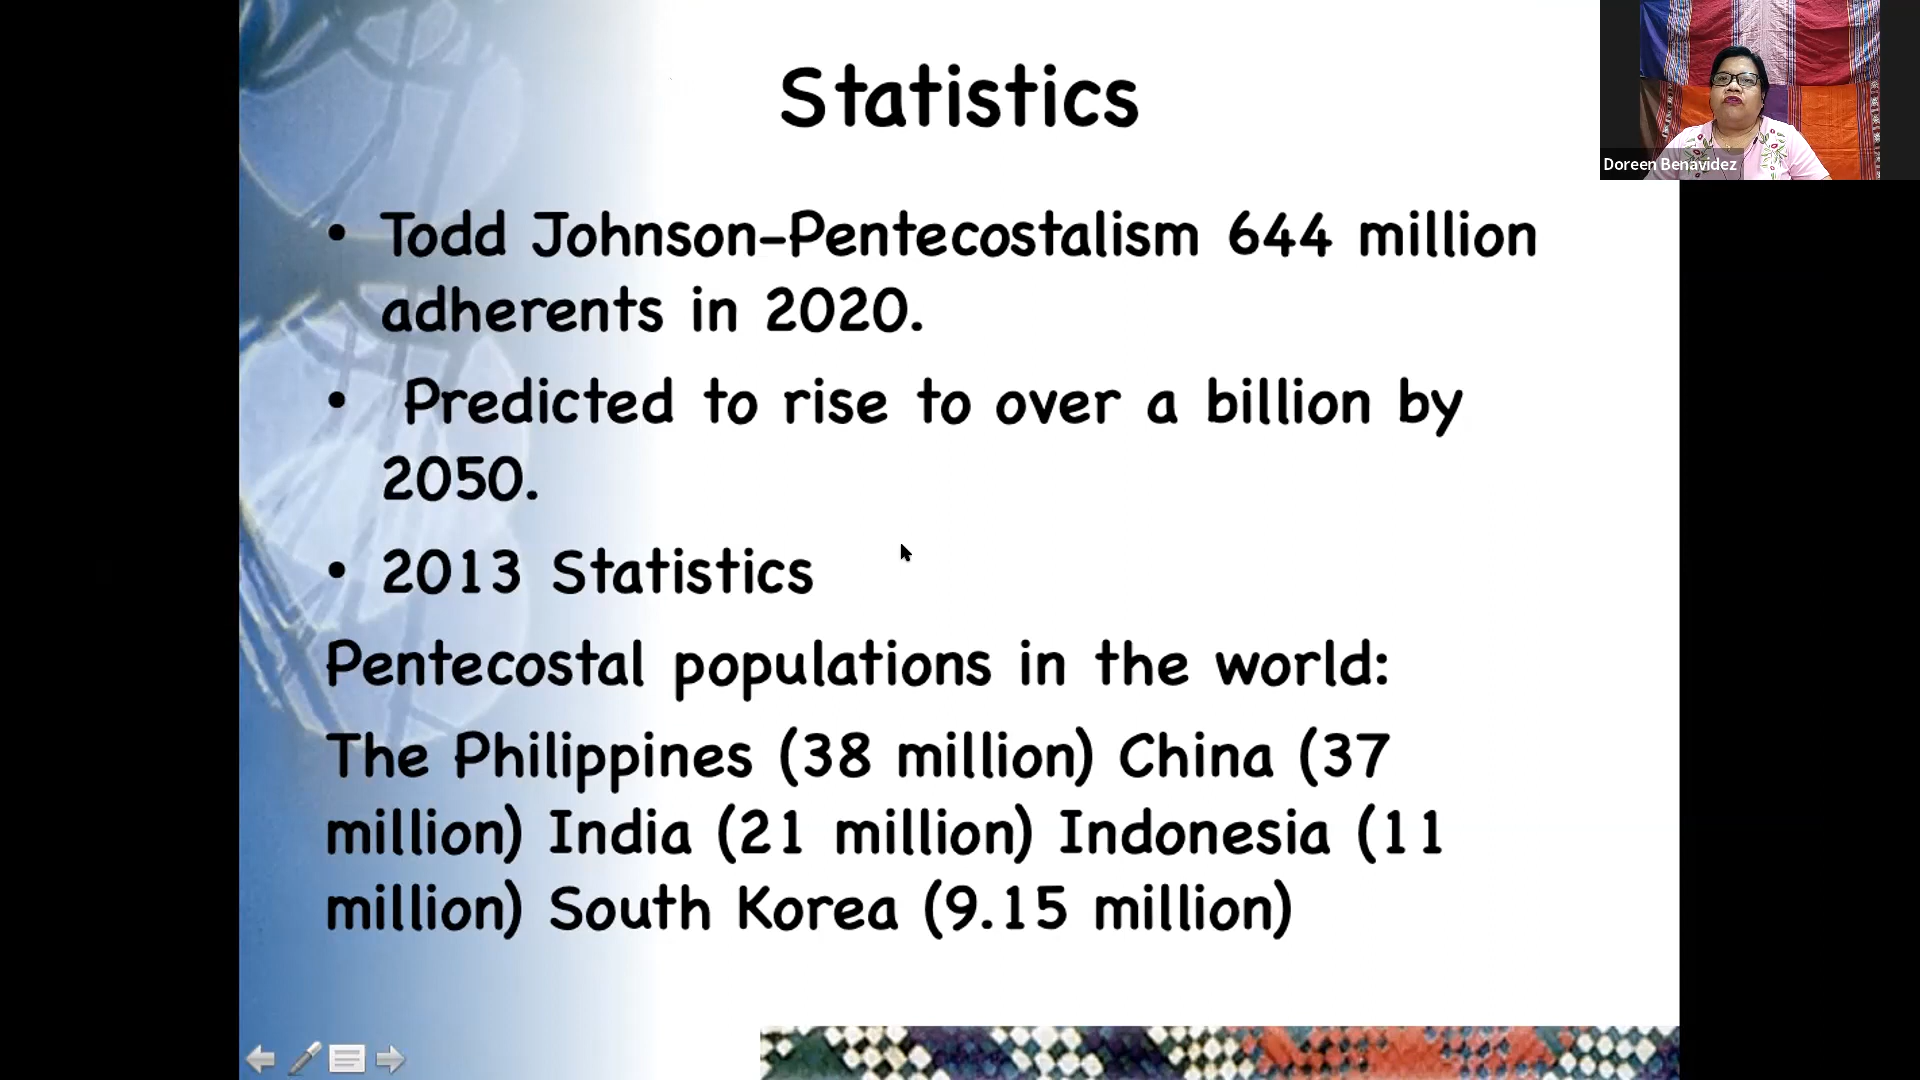 Statistics
Doreen Benavidez
• Todd Johnson-Pentecostalism 644 million
adherents in 2020.
• Predicted to rise to over a billion by
2050.
• 2013 Statistics
Pentecostal populations in the world:
The Philippines (38 million) China (37
million) India (21 million) Indonesia (11
million) South Korea (9.15 million)